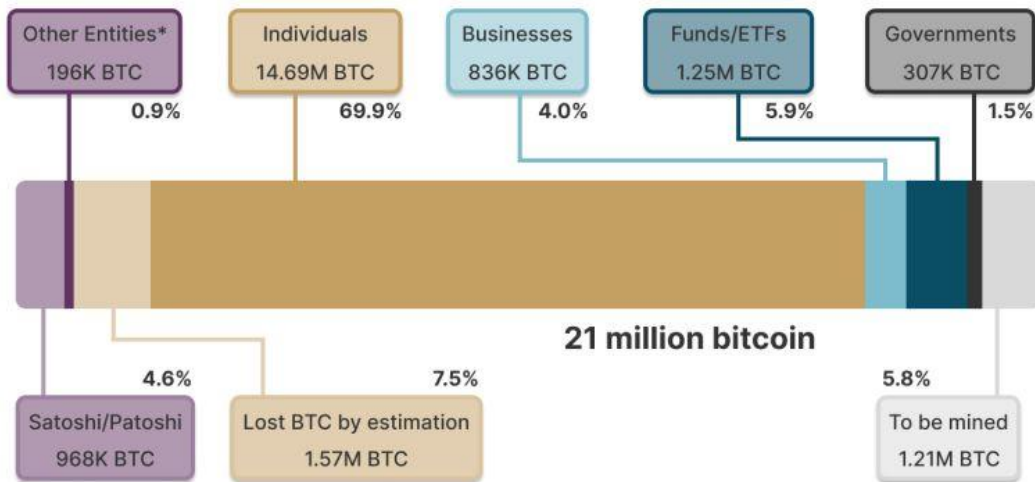 Other Entities*
196K BTC
0.9%
Individuals
14.69M BTC
69.9%
Businesses
836K BTC
4.0%
Funds/ETFs
1.25M BTC
5.9%
Governments
307K BTC
1.5%
21 million bitcoin
4.6%
Satoshi/Patoshi
968K BTC
7.5%
Lost BTC by estimation
1.57M BTC
5.8%
To be mined
1.21M BTC